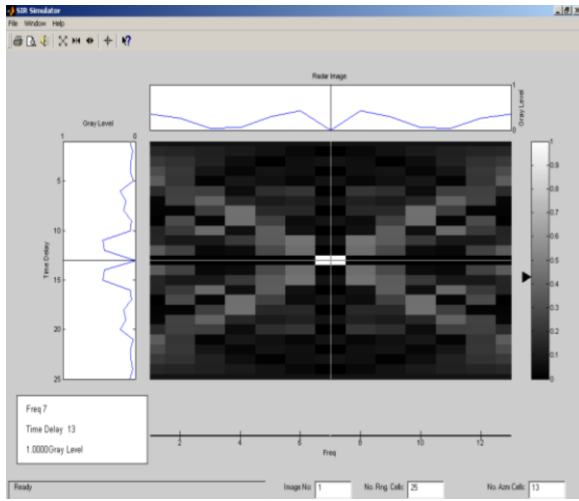 SIR Simulator
File Window Help
Radar Image
1
Gray Level
0
Gray Level
1 0
5
10
15
20
25
Time Delay
1
0.9
0.8
0.7
0.6
0.5
0.4
0.3
0.2
0.1
0
Freq 7
Time Delay 13
1.0000Gray Level
2 4 6 8 10 12
Freq
Ready
Image No: 1
No. Rng. Cells: 25
No. Azm Cells: 13